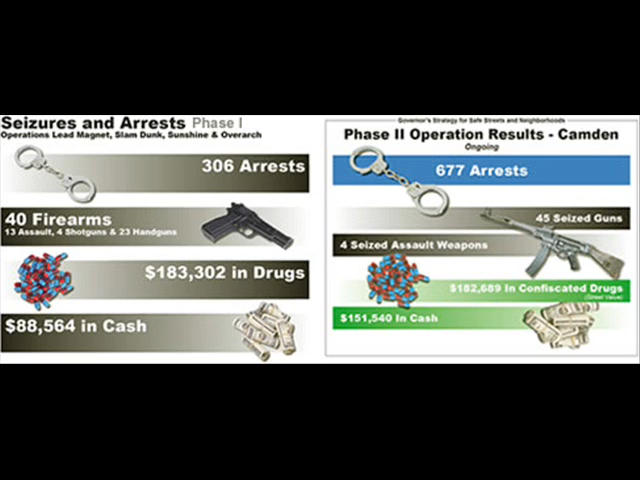 Seizures and Arrests Phase I
Operations Lead Magnet, Slam Dunk, Sunshine & Overarch
306 Arrests
40 Firearms
13 Assault, 4 Shotguns & 23 Handguns
$183,302 in Drugs
$88,564 in Cash
Governor's Strategy for Safe Streets and Neighborhoods
Phase II Operation Results - Camden
Ongoing
677 Arrests
45 Seized Guns
4 Seized Assault Weapons
$182,689 In Confiscated Drugs
(Street Value)
$151,540 In Cash